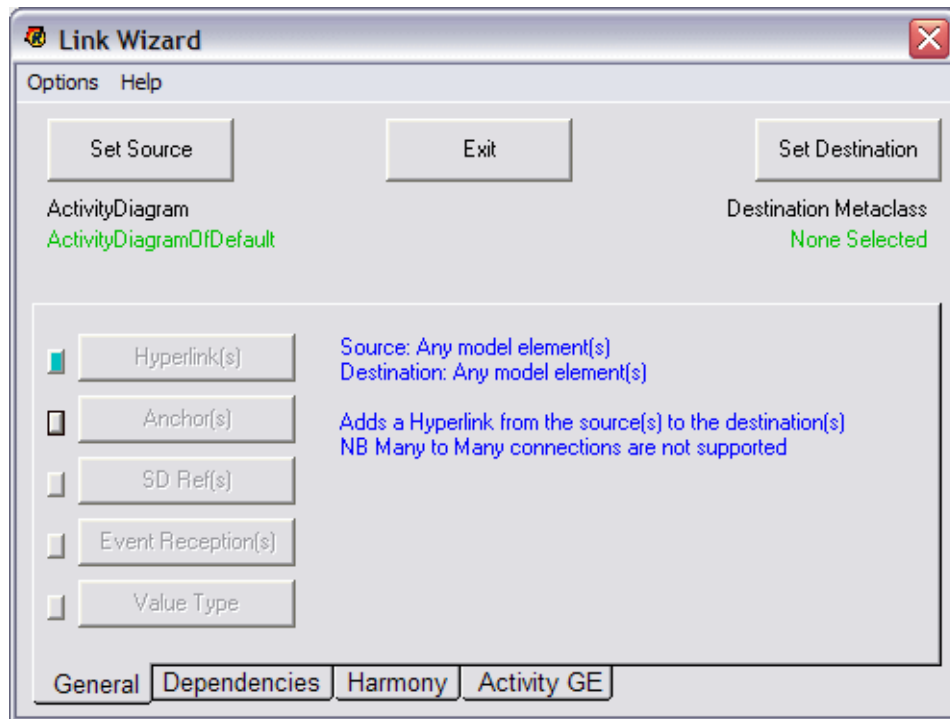 Link Wizard
Options Help
Set Source
Exit
Set Destination
ActivityDiagram
Destination Metaclass
ActivityDiagramOfDefault
None Selected
Hyperlink(s)
Source: Any model element(s)
Destination: Any model element(s)
Anchor(s)
Adds a Hyperlink from the source(s) to the destination(s)
NB Many to Many connections are not supported
SD Ref(s)
Event Reception(s)
Value Type
General Dependencies Harmony Activity GE